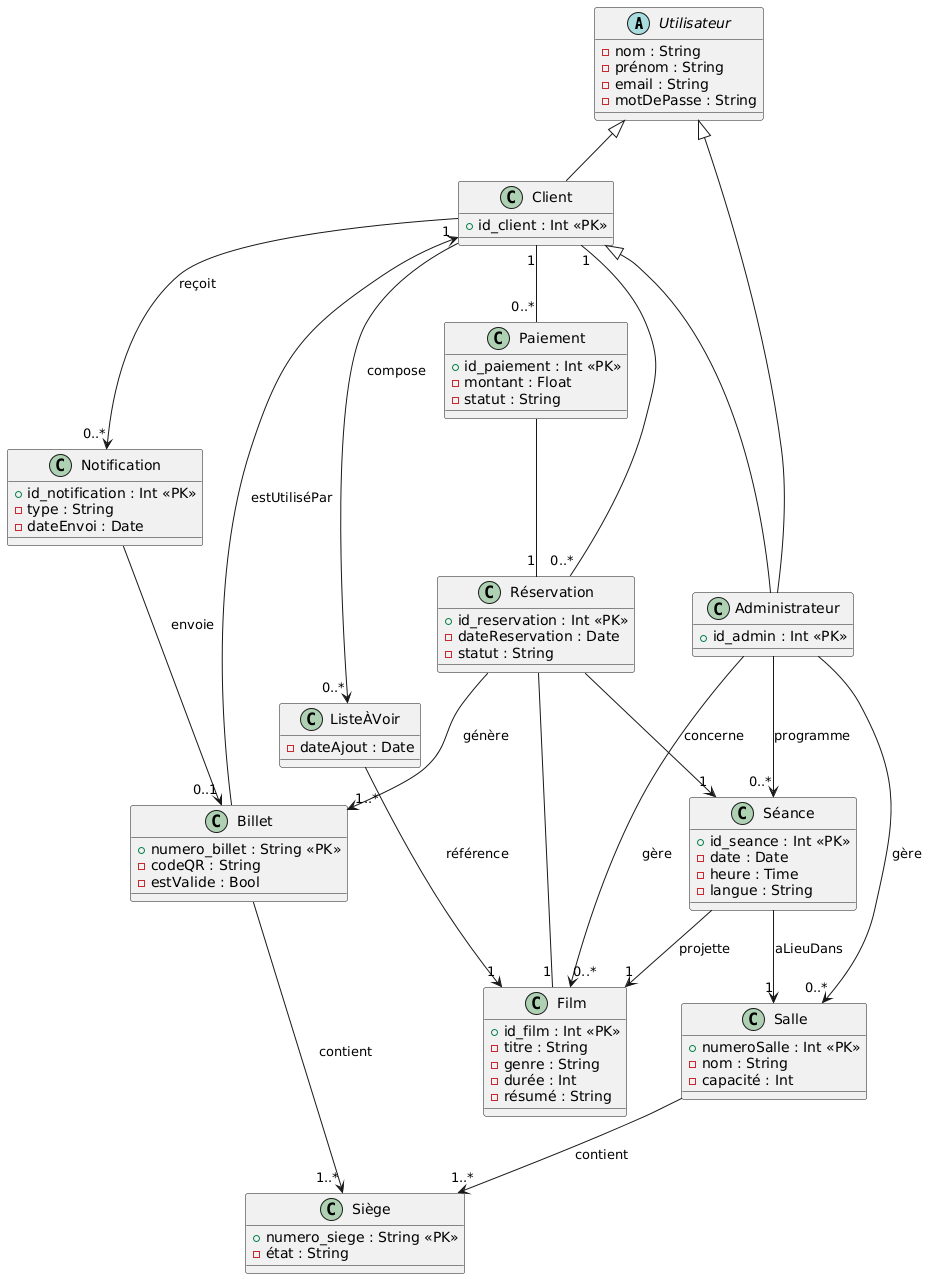 A Utilisateur
nom : String
prénom : String
email : String
motDePasse : String
C Client
id_client : Int «PK»
1
1
1
reçoit
0..*
compose
C Paiement
id_paiement : Int «PK»
montant : Float
statut : String
0..*
C Notification
id_notification : Int «PK»
type : String
dateEnvoi : Date
estUtiliséPar
1
0..*
C Réservation
id_reservation : Int «PK»
dateReservation : Date
statut : String
C Administrateur
id_admin : Int «PK»
envoie
0..*
C ListeÀVoir
dateAjout : Date
génère
concerne
programme
0..1
1..*
1
0..*
C Billet
numero_billet : String «PK»
codeQR : String
estValide : Bool
C Séance
id_seance : Int «PK»
date : Date
heure : Time
langue : String
référence
gère
gère
projette
aLieuDans
1
1
0..*
1
1
0..*
C Film
id_film : Int «PK»
titre : String
genre : String
durée : Int
résumé : String
C Salle
numeroSalle : Int «PK»
nom : String
capacité : Int
contient
contient
1..*
1..*
C Siège
numero_siege : String «PK»
état : String